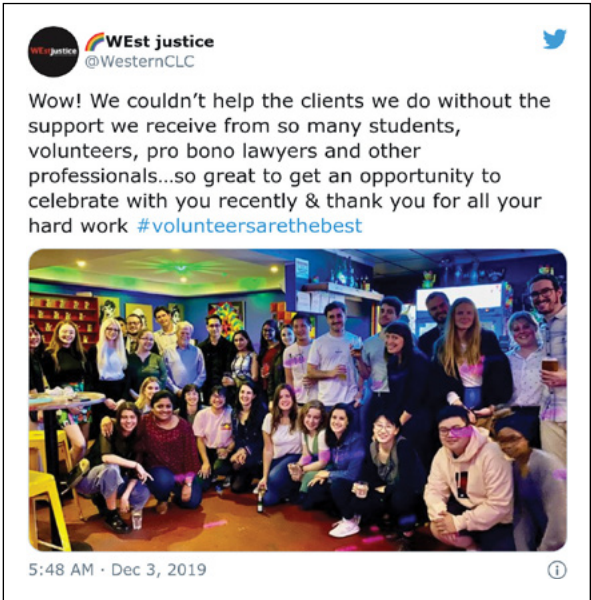 WEstjustice
🌈WEst justice
@WesternCLC
Wow! We couldn’t help the clients we do without the
support we receive from so many students,
volunteers, pro bono lawyers and other
professionals...so great to get an opportunity to
celebrate with you recently & thank you for all your
hard work #volunteersarethebest
5:48 AM · Dec 3, 2019